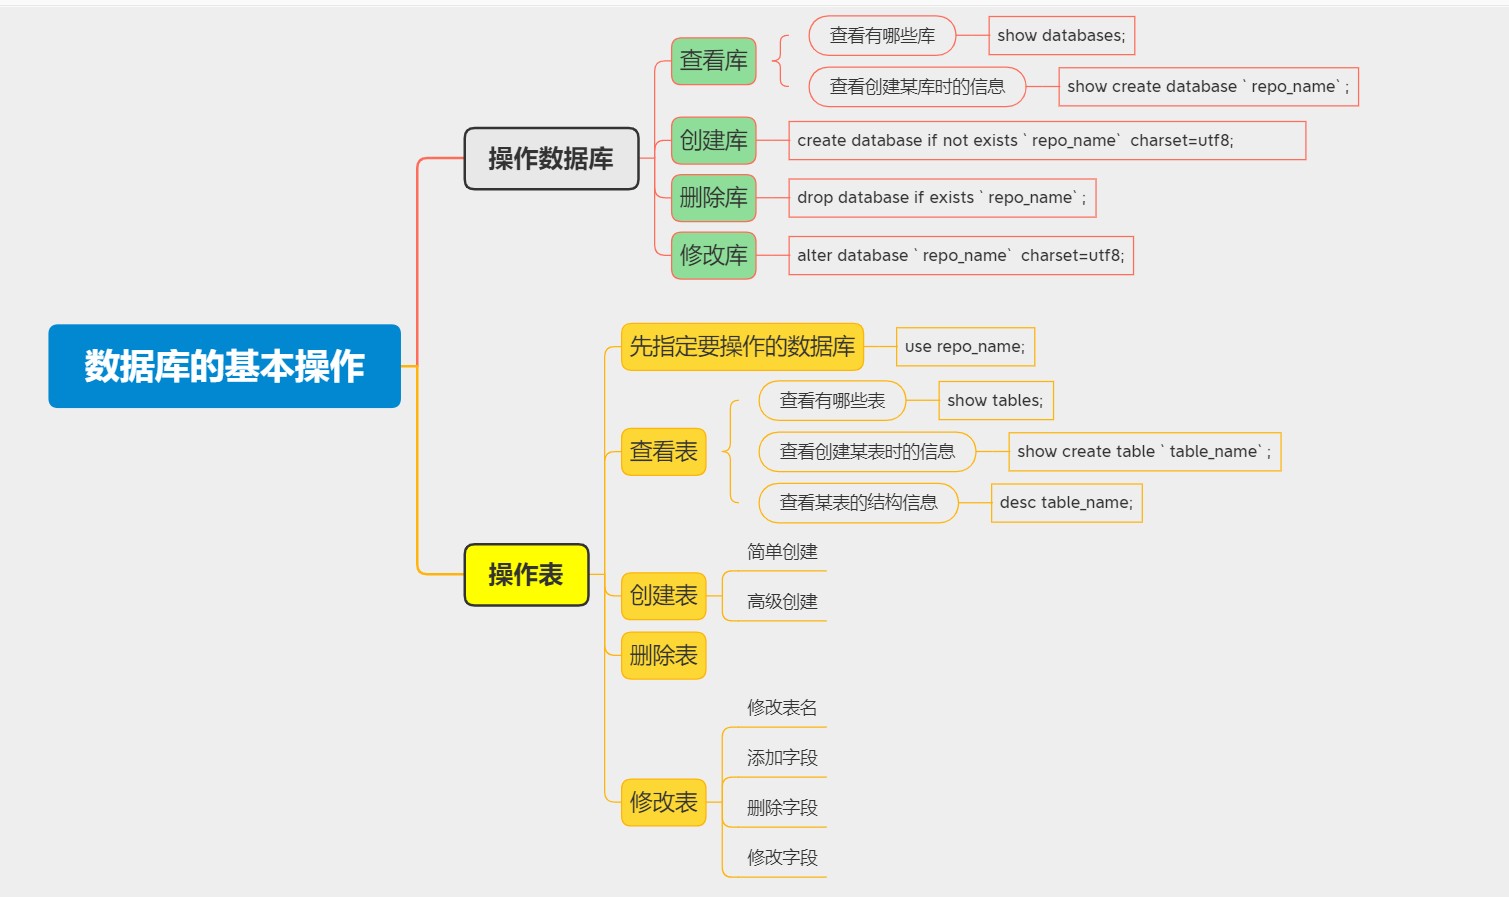 数据库的基本操作
操作数据库
查看库
查看有哪些库
show databases;
查看创建某库时的信息
show create database `repo_name`;
创建库
create database if not exists `repo_name` charset=utf8;
删除库
drop database if exists `repo_name`;
修改库
alter database `repo_name` charset=utf8;
操作表
先指定要操作的数据库
use repo_name;
查看表
查看有哪些表
show tables;
查看创建某表时的信息
show create table `table_name`;
查看某表的结构信息
desc table_name;
创建表
简单创建
高级创建
删除表
修改表
修改表名
添加字段
删除字段
修改字段